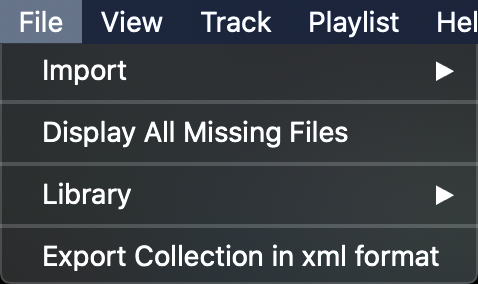 File View Track Playlist Hel
Import
Display All Missing Files
Library
Export Collection in xml format